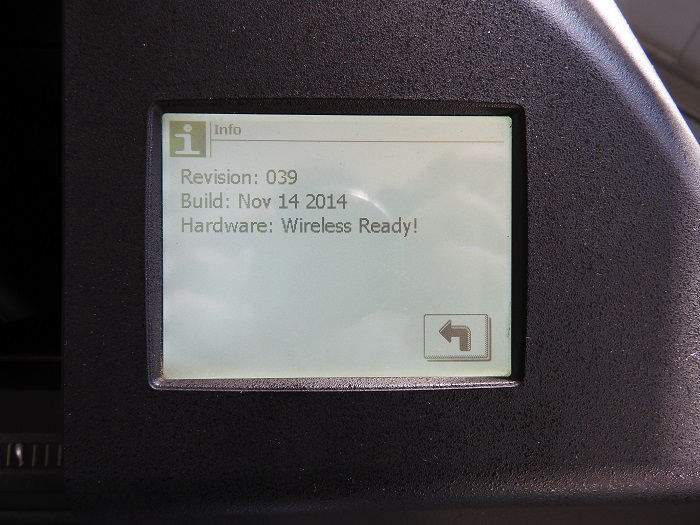 Info
Revision: 039
Build: Nov 14 2014
Hardware: Wireless Ready!